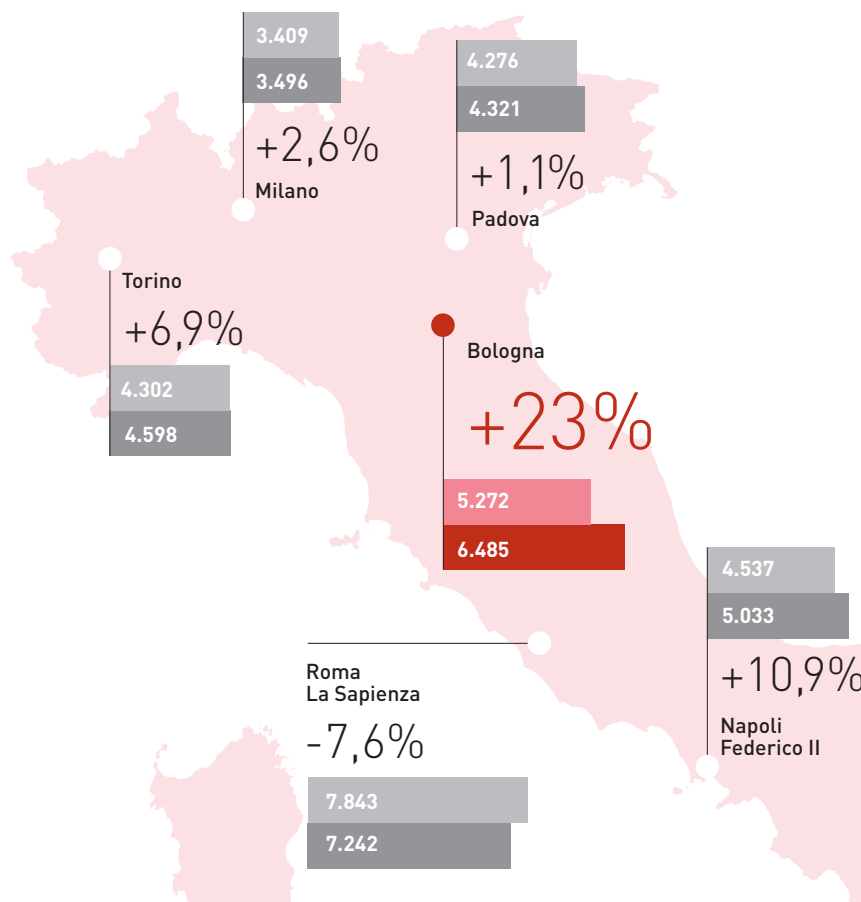 3.409
3.496
+2,6%
Milano
4.276
4.321
+1,1%
Padova
Torino
+6,9%
4.302
4.598
Bologna
+23%
5.272
6.485
4.537
5.033
+10,9%
Napoli
Federico II
Roma
La Sapienza
-7,6%
7.843
7.242